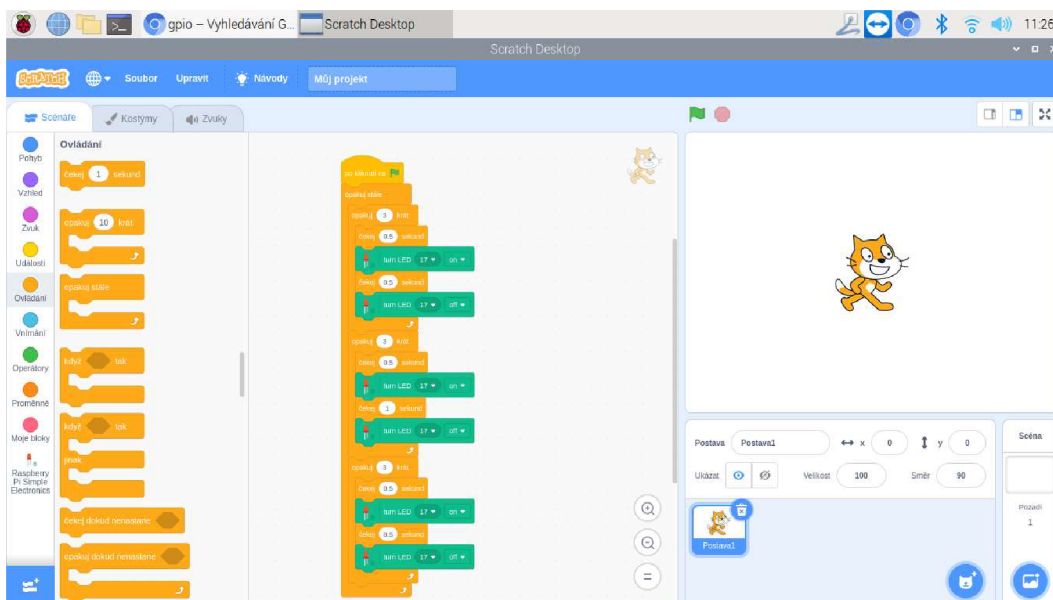 gpio – Vyhledávání G...
Scratch Desktop
11:26
Scratch Desktop
SCRATCH
Soubor
Upravit
Návody
Můj projekt
Scénáře
Kostýmy
Zvuky
Pohyb
Vzhled
Zvuk
Události
Ovládání
Vnímání
Operátory
Proměnné
Moje bloky
Raspberry
Pi Simple
Electronics
Ovládání
čekej 1 sekund
opakuj 10 krát
opakuj stále
když tak
když tak
jinak
čekej dokud nenastane
opakuj dokud nenastane
po kliknutí na
opakuj stále
opakuj 3 krát
čekej 0.5 sekund
turn LED 17 on
čekej 0.5 sekund
turn LED 17 off
opakuj 3 krát
čekej 0.5 sekund
turn LED 17 on
čekej 1 sekund
turn LED 17 off
opakuj 3 krát
čekej 0.5 sekund
turn LED 17 on
čekej 0.5 sekund
turn LED 17 off
Postava Postava1 x 0 y 0
Ukázat Velikost 100 Směr 90
Postava1
Scéna
Pozadí
1